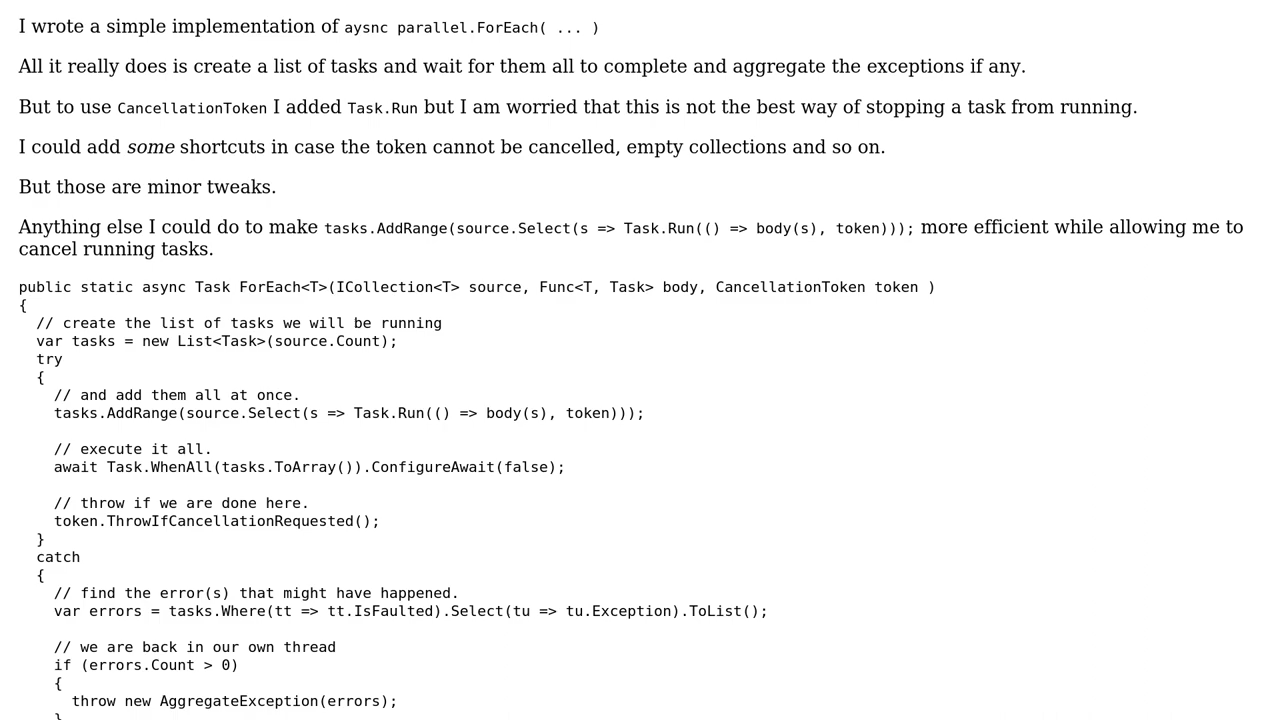 I wrote a simple implementation of aysnc parallel.ForEach( ... )
All it really does is create a list of tasks and wait for them all to complete and aggregate the exceptions if any.
But to use CancellationToken I added Task.Run but I am worried that this is not the best way of stopping a task from running.
I could add some shortcuts in case the token cannot be cancelled, empty collections and so on.
But those are minor tweaks.
Anything else I could do to make tasks.AddRange(source.Select(s => Task.Run(() => body(s), token))); more efficient while allowing me to
cancel running tasks.
public static async Task ForEach<T>(ICollection<T> source, Func<T, Task> body, CancellationToken token )
{
  // create the list of tasks we will be running
  var tasks = new List<Task>(source.Count);
  try
  {
    // and add them all at once.
    tasks.AddRange(source.Select(s => Task.Run(() => body(s), token)));

    // execute it all.
    await Task.WhenAll(tasks.ToArray()).ConfigureAwait(false);

    // throw if we are done here.
    token.ThrowIfCancellationRequested();
  }
  catch
  {
    // find the error(s) that might have happened.
    var errors = tasks.Where(tt => tt.IsFaulted).Select(tu => tu.Exception).ToList();

    // we are back in our own thread
    if (errors.Count > 0)
    {
      throw new AggregateException(errors);
    }